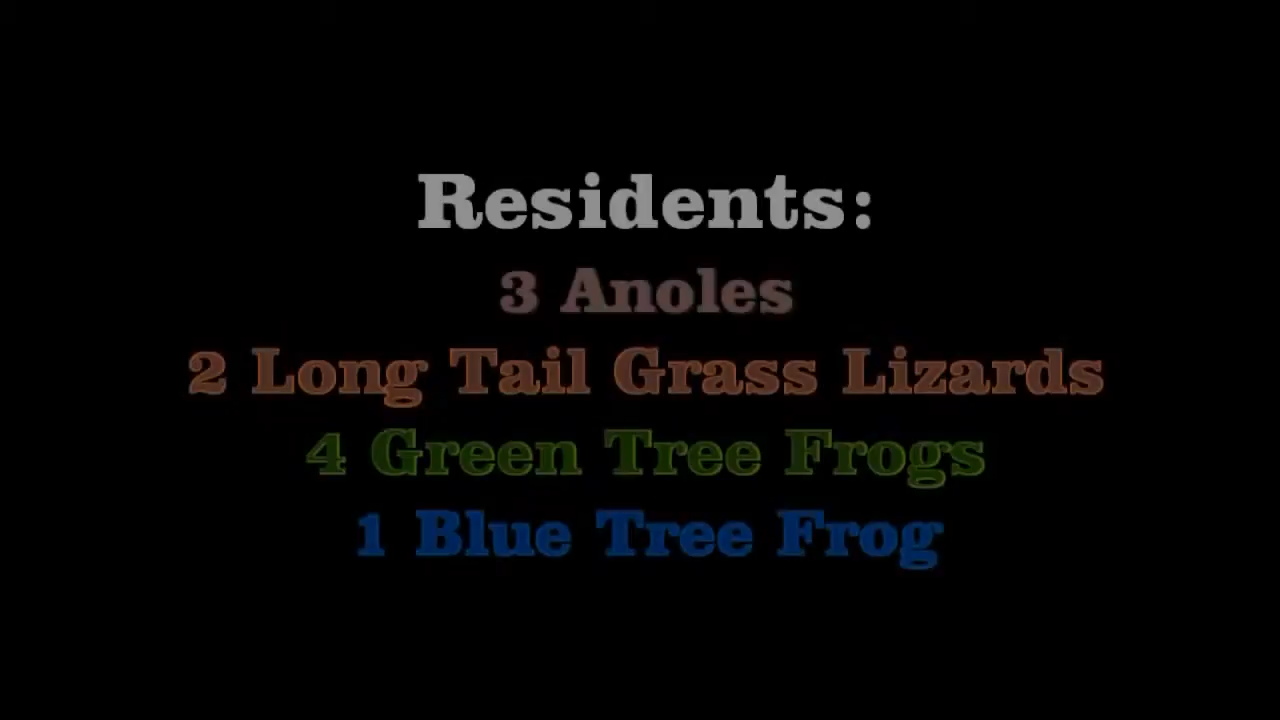 Residents:
3 Anoles
2 Long Tail Grass Lizards
4 Green Tree Frogs
1 Blue Tree Frog